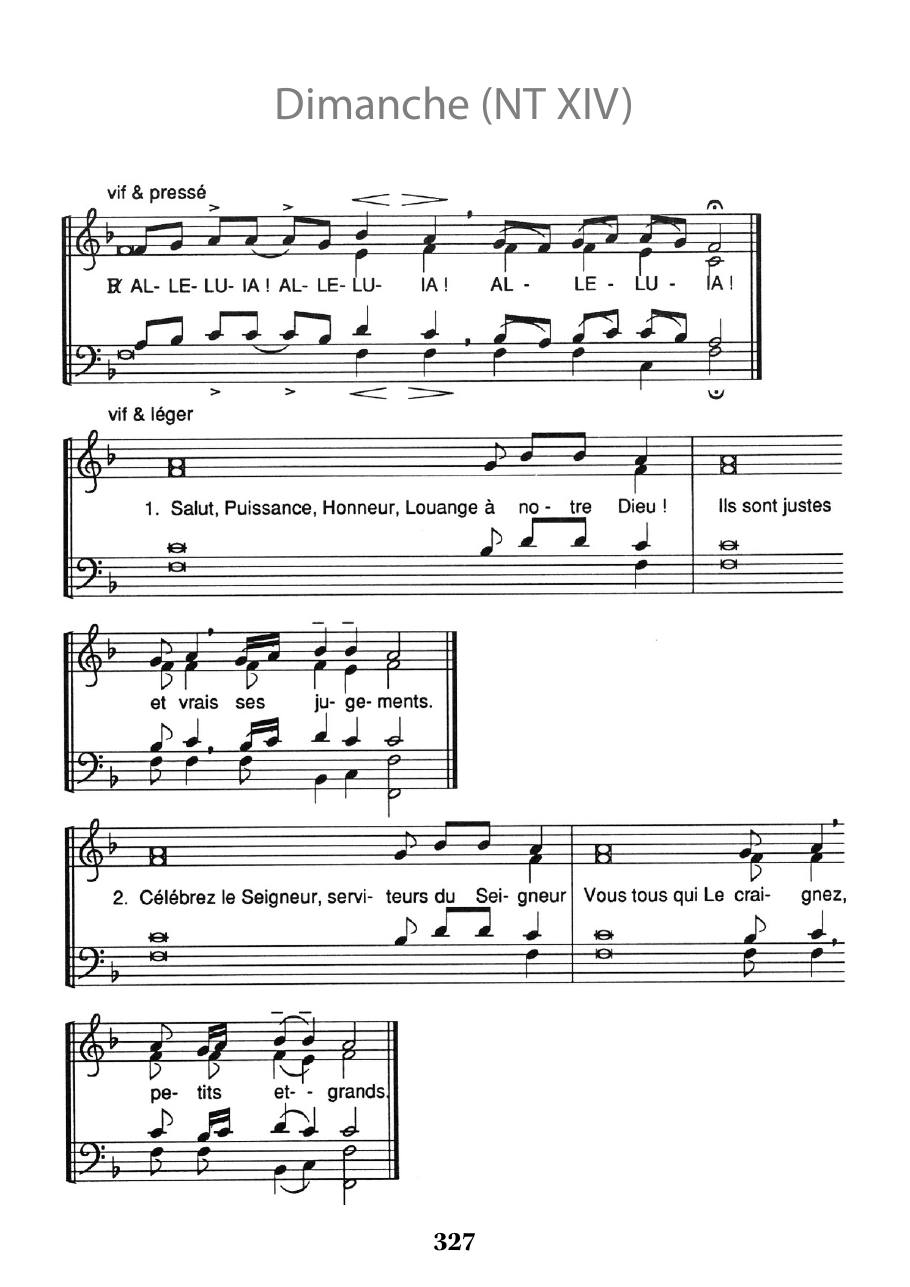 Dimanche (NT XIV)
vif & pressé
℟ AL- LE- LU- IA ! AL- LE- LU- IA ! AL - LE - LU - IA !
vif & léger
1. Salut, Puissance, Honneur, Louange à no - tre Dieu ! Ils sont justes
et vrais ses ju- ge- ments.
2. Célébrez le Seigneur, servi- teurs du Sei- gneur Vous tous qui Le crai- gnez,
pe- tits et- - grands.
327